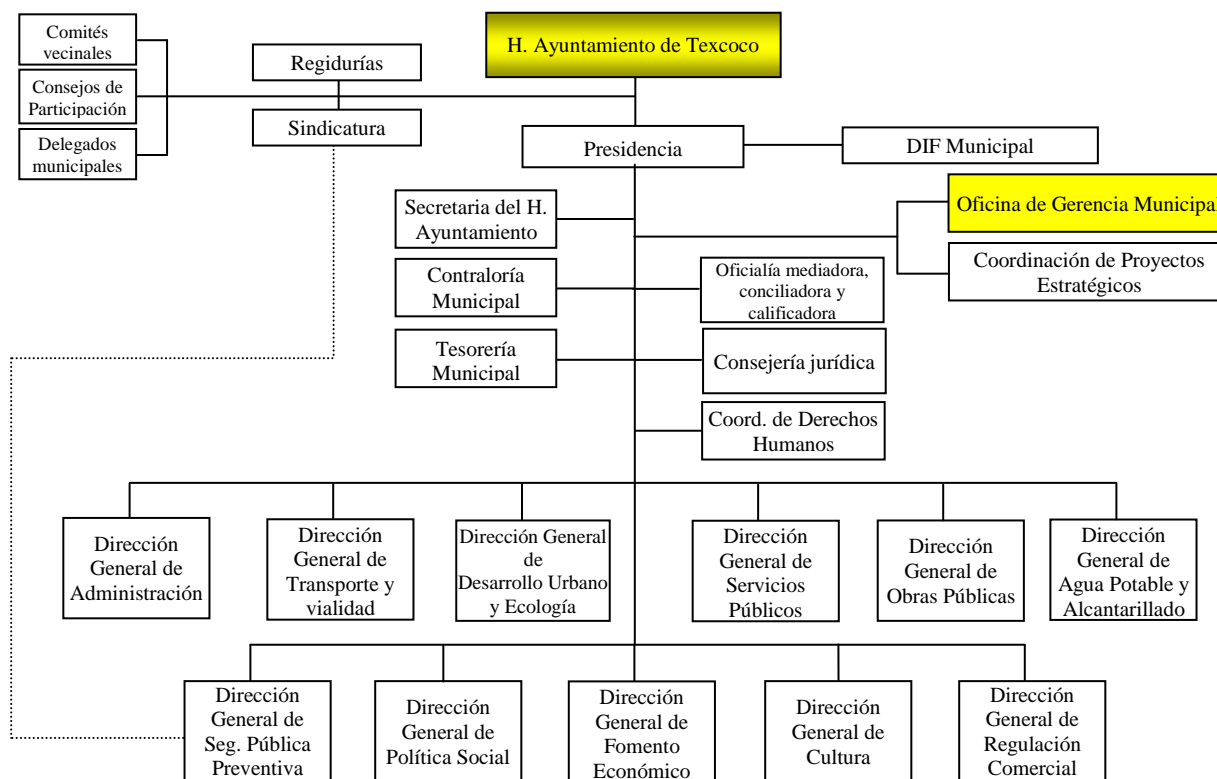 H. Ayuntamiento de Texcoco
Comités
vecinales
Consejos de
Participación
Delegados
municipales
Regidurías
Sindicatura
Presidencia
DIF Municipal
Secretaria del H.
Ayuntamiento
Oficina de Gerencia Municipal
Coordinación de Proyectos
Estratégicos
Contraloría
Municipal
Oficialía mediadora,
conciliadora y
calificadora
Tesorería
Municipal
Consejería jurídica
Coord. de Derechos
Humanos
Dirección
General de
Administración
Dirección
General de
Transporte y
vialidad
Dirección General
de
Desarrollo Urbano
y Ecología
Dirección
General de
Servicios
Públicos
Dirección
General de
Obras Públicas
Dirección
General de
Agua Potable y
Alcantarillado
Dirección
General de
Seg. Pública
Preventiva
Dirección
General de
Política Social
Dirección
General de
Fomento
Económico
Dirección
General de
Cultura
Dirección
General de
Regulación
Comercial